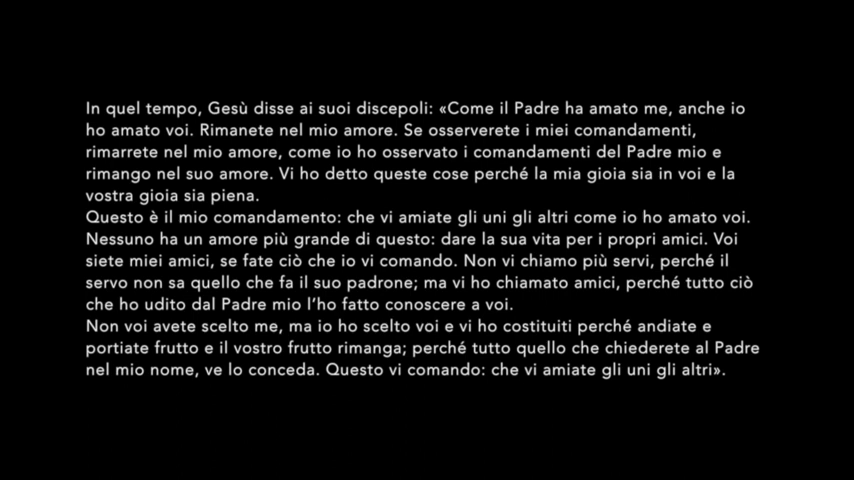 In quel tempo, Gesù disse ai suoi discepoli: «Come il Padre ha amato me, anche io
ho amato voi. Rimanete nel mio amore. Se osserverete i miei comandamenti,
rimarrete nel mio amore, come io ho osservato i comandamenti del Padre mio e
rimango nel suo amore. Vi ho detto queste cose perché la mia gioia sia in voi e la
vostra gioia sia piena.
Questo è il mio comandamento: che vi amiate gli uni gli altri come io ho amato voi.
Nessuno ha un amore più grande di questo: dare la sua vita per i propri amici. Voi
siete miei amici, se fate ciò che io vi comando. Non vi chiamo più servi, perché il
servo non sa quello che fa il suo padrone; ma vi ho chiamato amici, perché tutto ciò
che ho udito dal Padre mio l’ho fatto conoscere a voi.
Non voi avete scelto me, ma io ho scelto voi e vi ho costituiti perché andiate e
portiate frutto e il vostro frutto rimanga; perché tutto quello che chiederete al Padre
nel mio nome, ve lo conceda. Questo vi comando: che vi amiate gli uni gli altri».